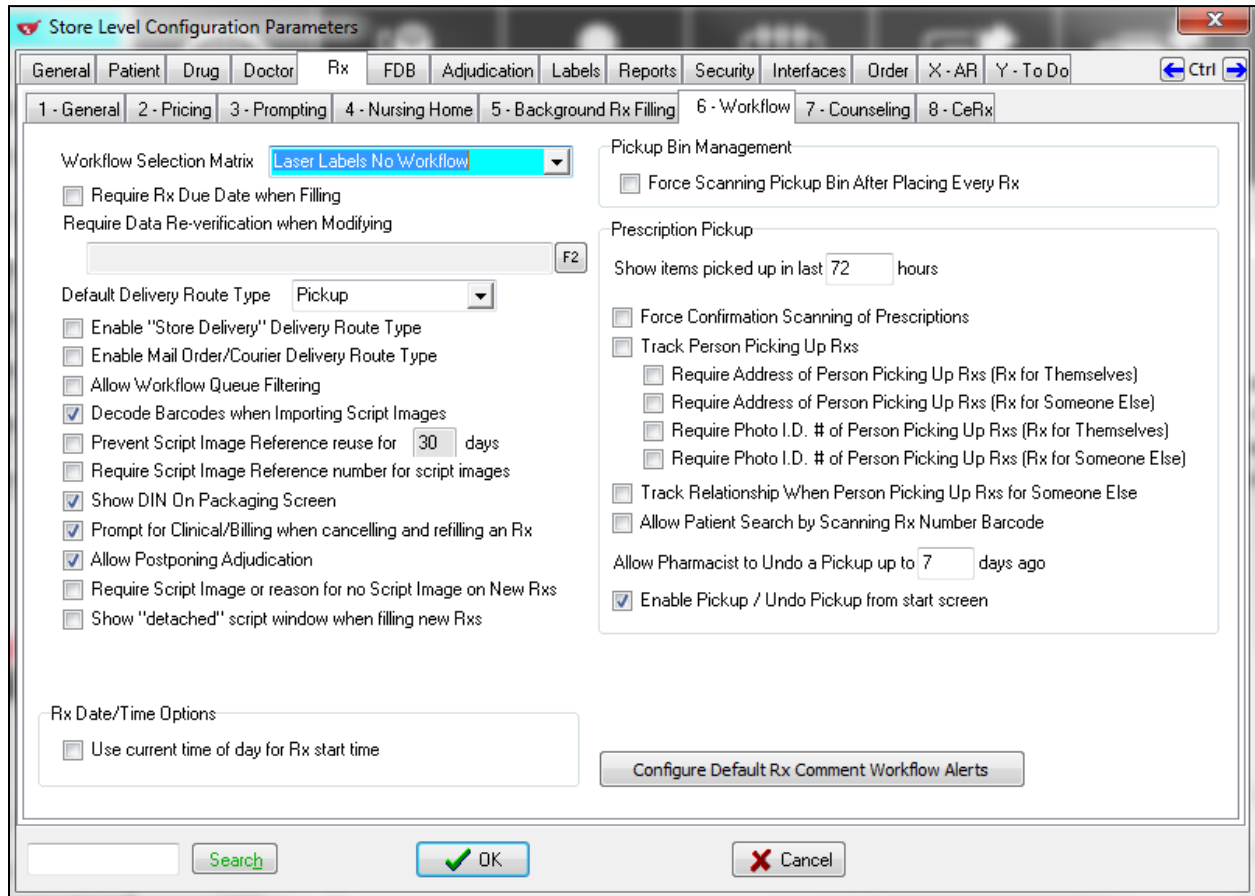 Store Level Configuration Parameters
X
General Patient Drug Doctor Rx FDB Adjudication Labels Reports Security Interfaces Order X - AR Y - To Do Ctrl
1 - General 2 - Pricing 3 - Prompting 4 - Nursing Home 5 - Background Rx Filling 6 - Workflow 7 - Counseling 8 - CeRx
Workflow Selection Matrix Laser Labels No Workflow
Require Rx Due Date when Filling
Require Data Re-verification when Modifying
F2
Default Delivery Route Type Pickup
Enable "Store Delivery" Delivery Route Type
Enable Mail Order/Courier Delivery Route Type
Allow Workflow Queue Filtering
Decode Barcodes when Importing Script Images
Prevent Script Image Reference reuse for 30 days
Require Script Image Reference number for script images
Show DIN On Packaging Screen
Prompt for Clinical/Billing when cancelling and refilling an Rx
Allow Postponing Adjudication
Require Script Image or reason for no Script Image on New Rxs
Show "detached" script window when filling new Rxs
Rx Date/Time Options
Use current time of day for Rx start time
Pickup Bin Management
Force Scanning Pickup Bin After Placing Every Rx
Prescription Pickup
Show items picked up in last 72 hours
Force Confirmation Scanning of Prescriptions
Track Person Picking Up Rxs
Require Address of Person Picking Up Rxs (Rx for Themselves)
Require Address of Person Picking Up Rxs (Rx for Someone Else)
Require Photo I.D. # of Person Picking Up Rxs (Rx for Themselves)
Require Photo I.D. # of Person Picking Up Rxs (Rx for Someone Else)
Track Relationship When Person Picking Up Rxs for Someone Else
Allow Patient Search by Scanning Rx Number Barcode
Allow Pharmacist to Undo a Pickup up to 7 days ago
Enable Pickup / Undo Pickup from start screen
Configure Default Rx Comment Workflow Alerts
Search OK Cancel